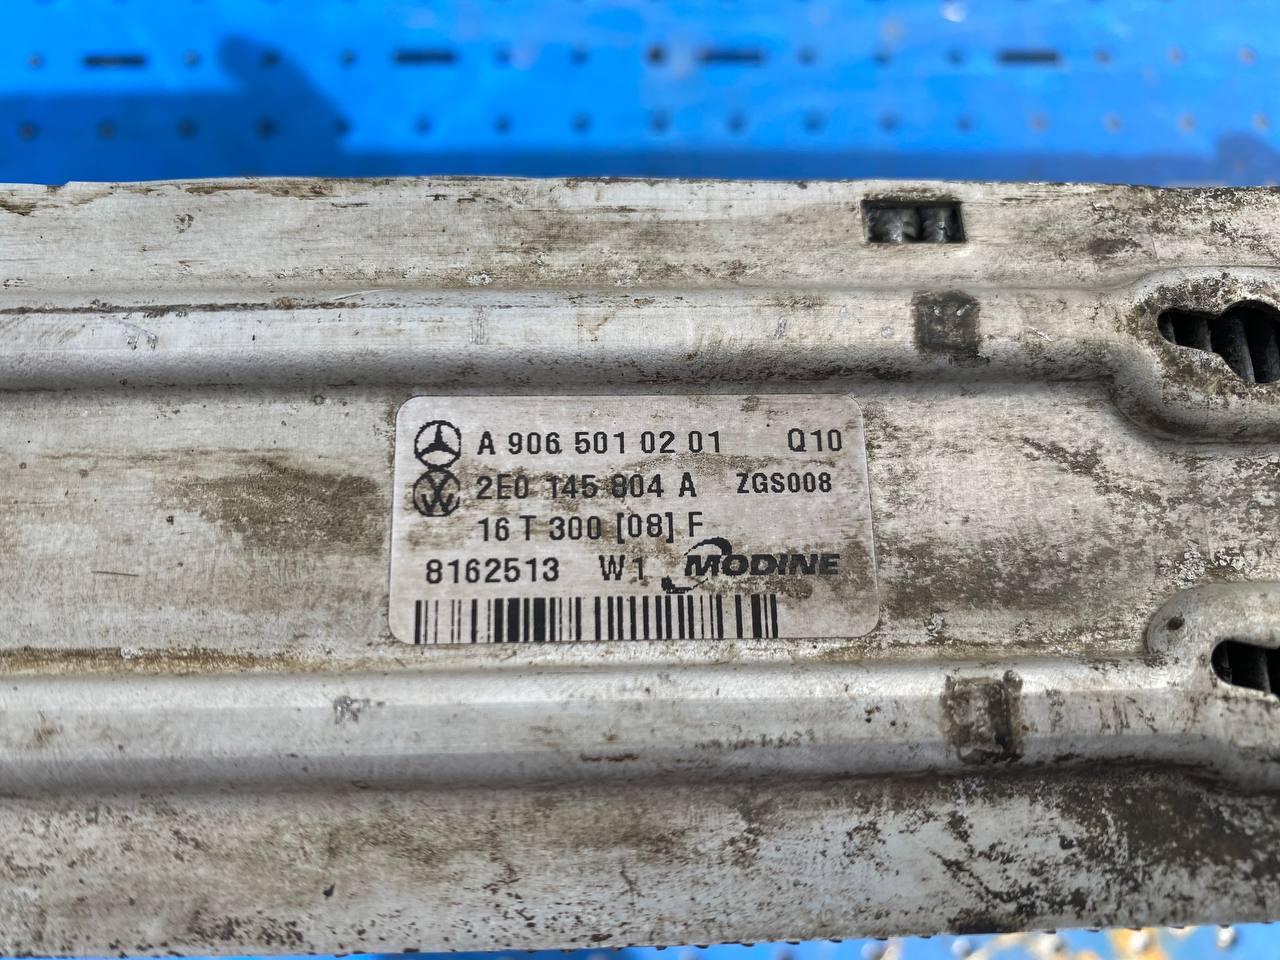 A 906 501 02 01 Q10
2E0 145 804 A ZGS008
16 T 300 [08] F
8162513 W1 MODINE